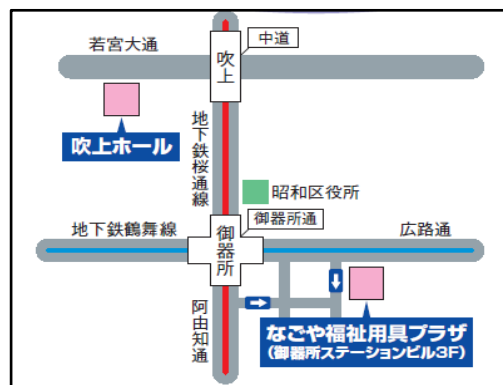 若宮大通
中道
吹上
吹上ホール
地下鉄桜通線
昭和区役所
御器所通
地下鉄鶴舞線
御器所
広路通
阿由知通
なごや福祉用具プラザ
(御器所ステーションビル3F)